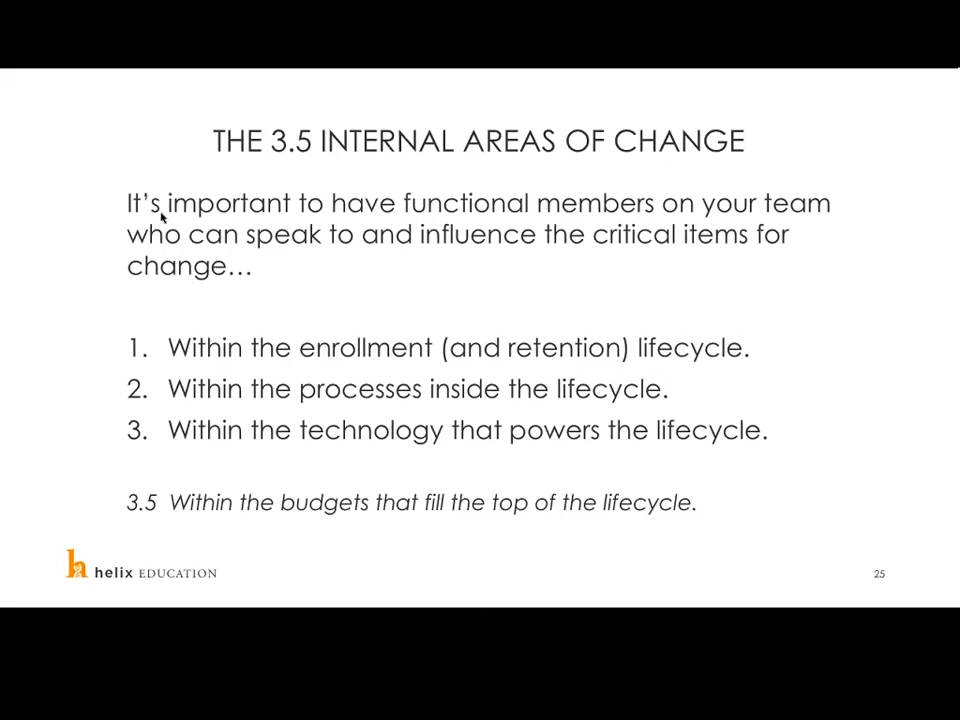 THE 3.5 INTERNAL AREAS OF CHANGE
It’s important to have functional members on your team
who can speak to and influence the critical items for
change…
1. Within the enrollment (and retention) lifecycle.
2. Within the processes inside the lifecycle.
3. Within the technology that powers the lifecycle.
3.5 Within the budgets that fill the top of the lifecycle.
h helix EDUCATION
25